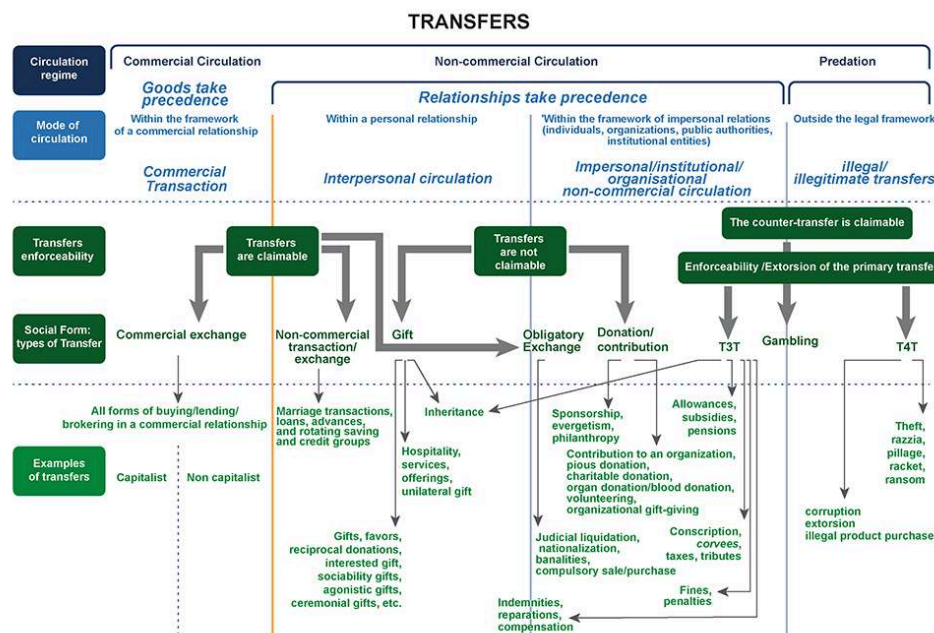 TRANSFERS
Circulation
regime
Commercial Circulation
Non-commercial Circulation
Predation
Goods take
precedence
Relationships take precedence
Mode of
circulation
Within the framework
of a commercial relationship
Within a personal relationship
'Within the framework of impersonal relations
(individuals, organizations, public authorities,
institutional entities)
Outside the legal framework
Commercial
Transaction
Interpersonal circulation
Impersonal/institutional/
organisational
non-commercial circulation
illegal/
illegitimate transfers
Transfers
enforceability
Transfers
are claimable
Transfers
are not
claimable
The counter-transfer is claimable
Enforceability /Extorsion of the primary transfer
Social Form:
types of Transfer
Commercial exchange
Non-commercial
transaction/
exchange
Gift
Obligatory
Exchange
Donation/
contribution
T3T
Gambling
T4T
Examples
of transfers
All forms of buying/lending/
brokering in a commercial relationship
Capitalist
Non capitalist
Marriage transactions,
loans, advances,
and rotating saving
and credit groups
Inheritance
Hospitality,
services,
offerings,
unilateral gift
Gifts, favors,
reciprocal donations,
interested gift,
sociability gifts,
agonistic gifts,
ceremonial gifts, etc.
Sponsorship,
evergetism,
philanthropy
Contribution to an organization,
pious donation,
charitable donation,
organ donation/blood donation,
volunteering,
organizational gift-giving
Judicial liquidation,
nationalization,
banalities,
compulsory sale/purchase
Indemnities,
reparations,
compensation
Allowances,
subsidies,
pensions
Conscription,
corvees,
taxes, tributes
Fines,
penalties
Theft,
razzia,
pillage,
racket,
ransom
corruption
extorsion
illegal product purchase